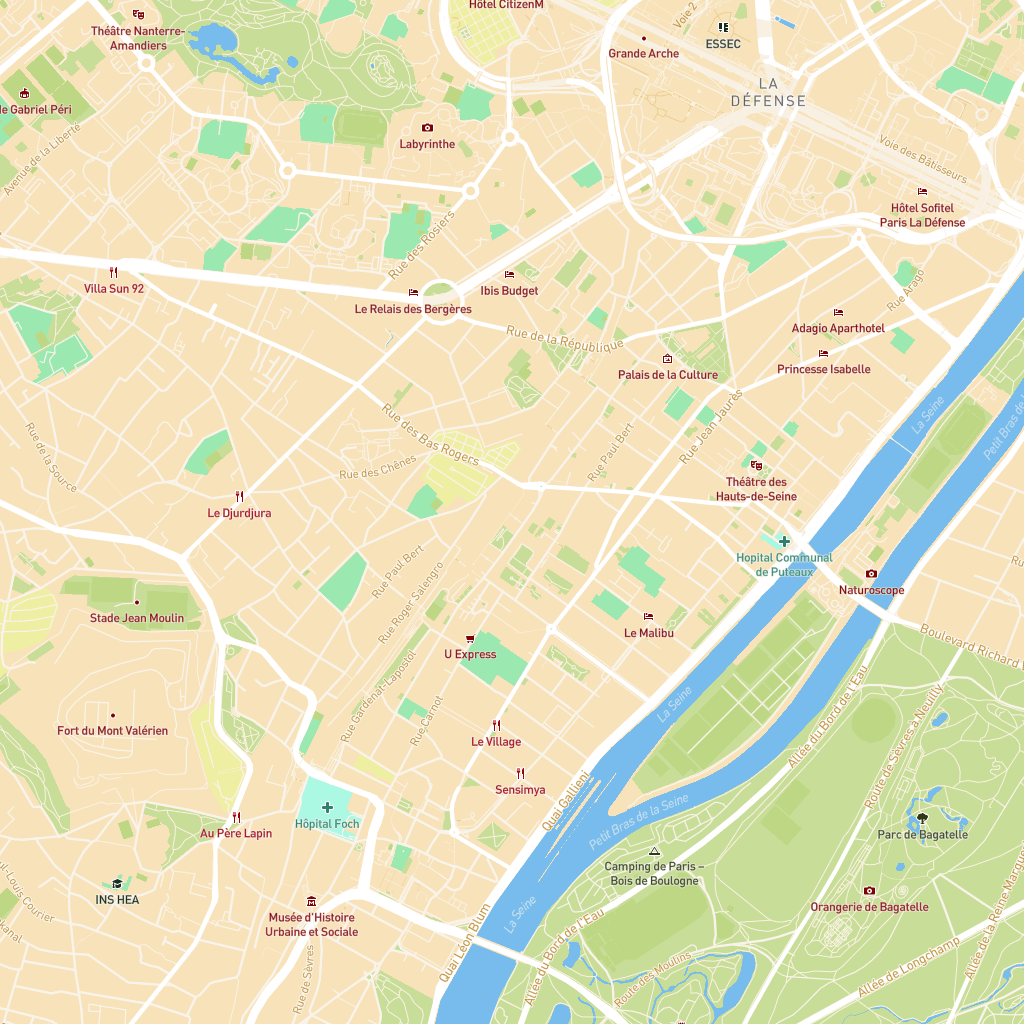 Hôtel CitizenM
Voie 2
Théâtre Nanterre-
Amandiers
ESSEC
Grande Arche
LA
DÉFENSE
de Gabriel Péri
Avenue de la Liberté
Labyrinthe
Voie des Bâtisseurs
Hôtel Sofitel
Paris La Défense
Rue des Rosiers
Villa Sun 92
Ibis Budget
Le Relais des Bergères
Rue Arago
Adagio Aparthotel
Rue de la République
Palais de la Culture
Princesse Isabelle
Rue Jean Jaurès
La Seine
Petit Bras de
Rue des Bas Rogers
Rue Paul Bert
Rue de la Source
Rue des Chênes
Théâtre des
Hauts-de-Seine
Le Djurdjura
Hopital Communal
de Puteaux
Rue Paul Bert
Rue Roger Salengro
Naturoscope
Stade Jean Moulin
Le Malibu
Boulevard Richard
U Express
Rue Gardenat-Lapostol
Allée du Bord de l'Eau
La Seine
Rue Carnot
Route de Sèvres à Neuilly
Fort du Mont Valérien
Le Village
Sensimya
Quai Gallieni
Petit Bras de la Seine
Hôpital Foch
Au Père Lapin
Parc de Bagatelle
Camping de Paris –
Bois de Boulogne
INS HEA
-Louis Courier
Orangerie de Bagatelle
Musée d'Histoire
Urbaine et Sociale
La Seine
Allée du Bord de l'Eau
Allée de la Reine Marguer
Quai Léon Blum
Rue de Sèvres
Route des Moulins
Allée de Longchamp